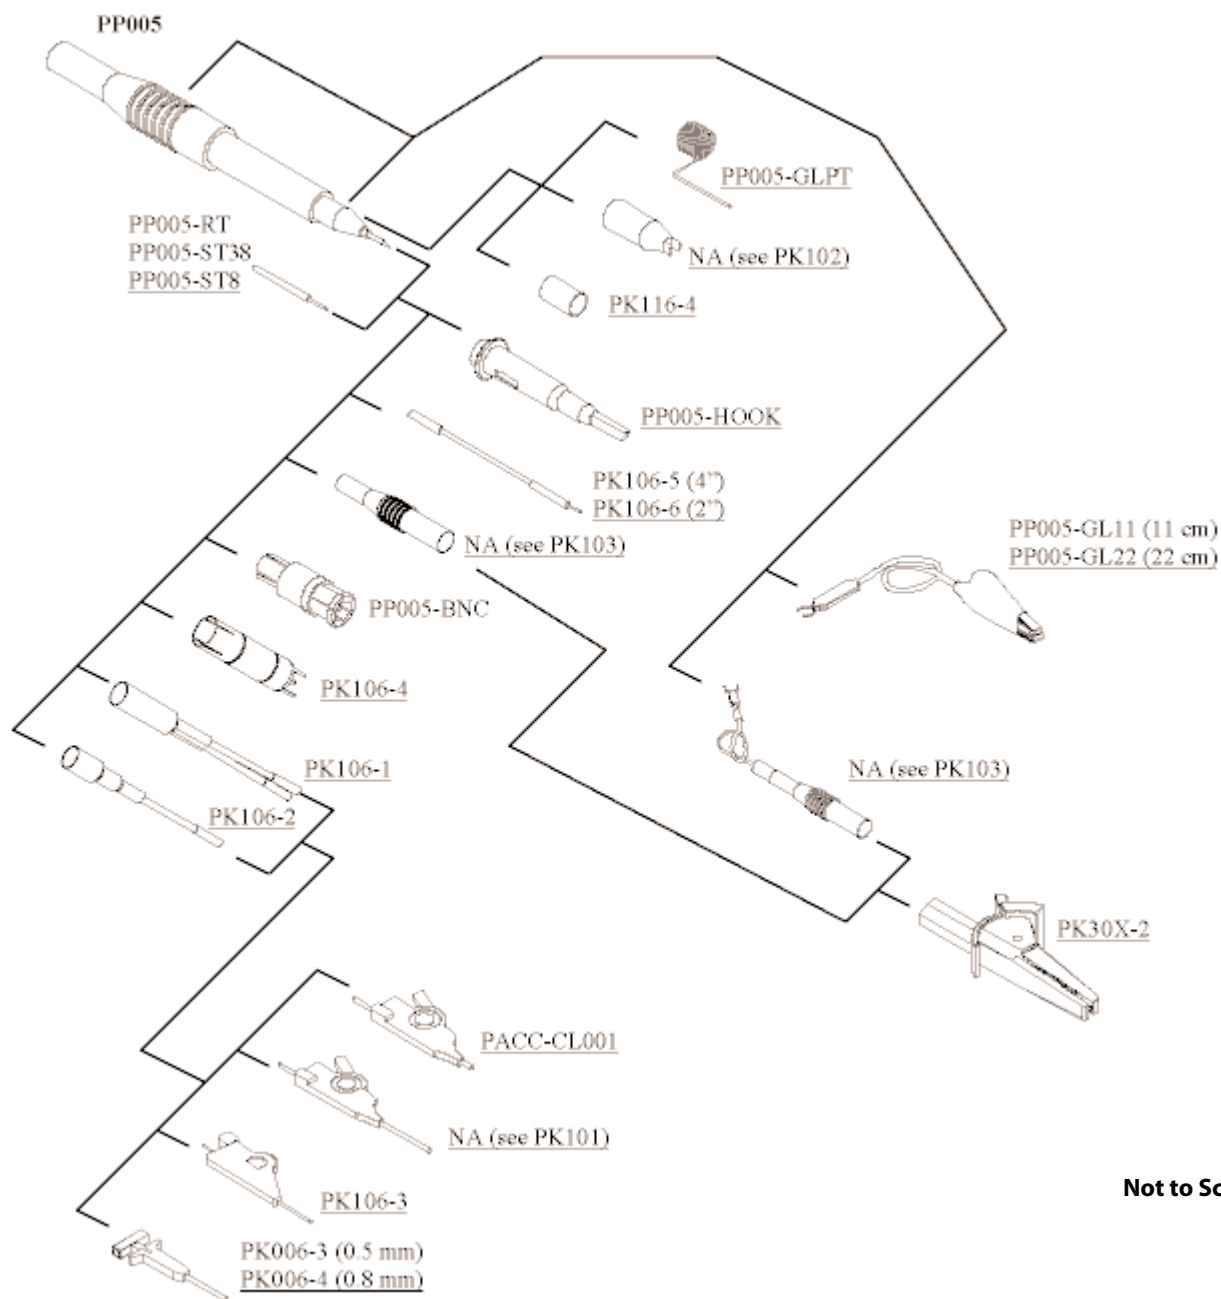 PP005
PP005-GLPT
PP005-RT
PP005-ST38
PP005-ST8
NA (see PK102)
PK116-4
PP005-HOOK
PK106-5 (4”)
PK106-6 (2”)
NA (see PK103)
PP005-GL11 (11 cm)
PP005-GL22 (22 cm)
PP005-BNC
PK106-4
PK106-1
NA (see PK103)
PK106-2
PK30X-2
PACC-CL001
NA (see PK101)
PK106-3
Not to Sc
PK006-3 (0.5 mm)
PK006-4 (0.8 mm)